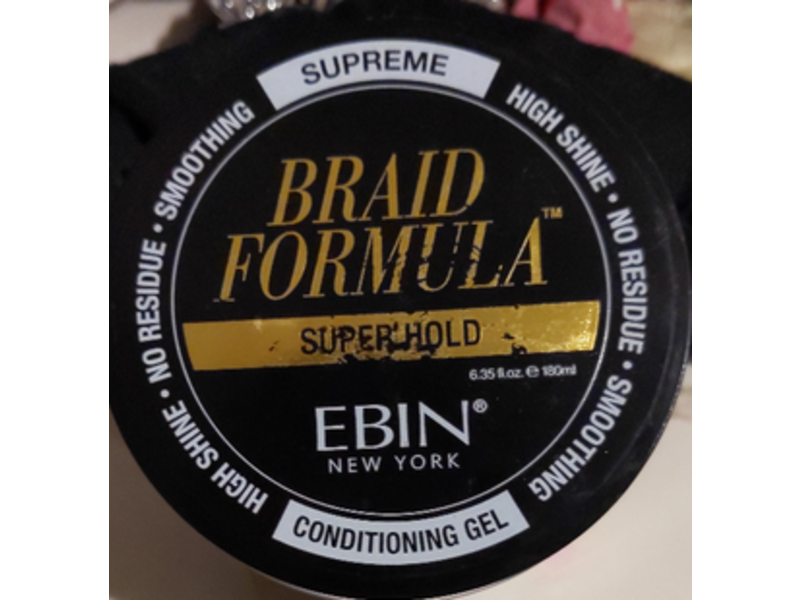 SUPREME
HIGH SHINE • NO RESIDUE • SMOOTHING
HIGH SHINE • NO RESIDUE • SMOOTHING
BRAID
FORMULA™
SUPER HOLD
6.35 fl.oz. ℮ 180ml
EBIN®
NEW YORK
CONDITIONING GEL